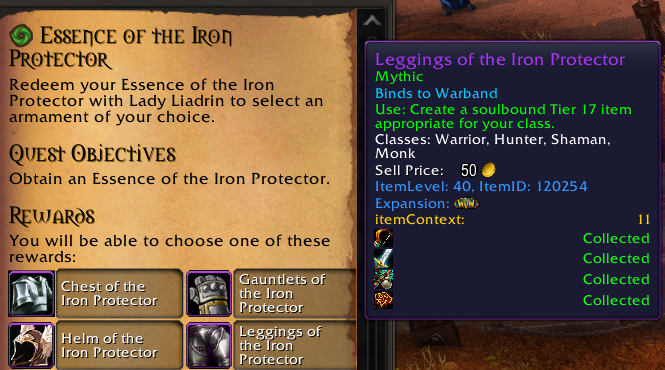 Essence of the Iron
Protector
Redeem your Essence of the Iron
Protector with Lady Liadrin to select an
armament of your choice.
Quest Objectives
Obtain an Essence of the Iron Protector.
Rewards
You will be able to choose one of these
rewards:
Chest of the
Iron Protector
Gauntlets of
the Iron
Protector
Helm of the
Iron Protector
Leggings of
the Iron
Protector
Leggings of the Iron Protector
Mythic
Binds to Warband
Use: Create a soulbound Tier 17 item
appropriate for your class.
Classes: Warrior, Hunter, Shaman,
Monk
Sell Price: 50
ItemLevel: 40, ItemID: 120254
Expansion:
itemContext: 11
Collected
Collected
Collected
Collected